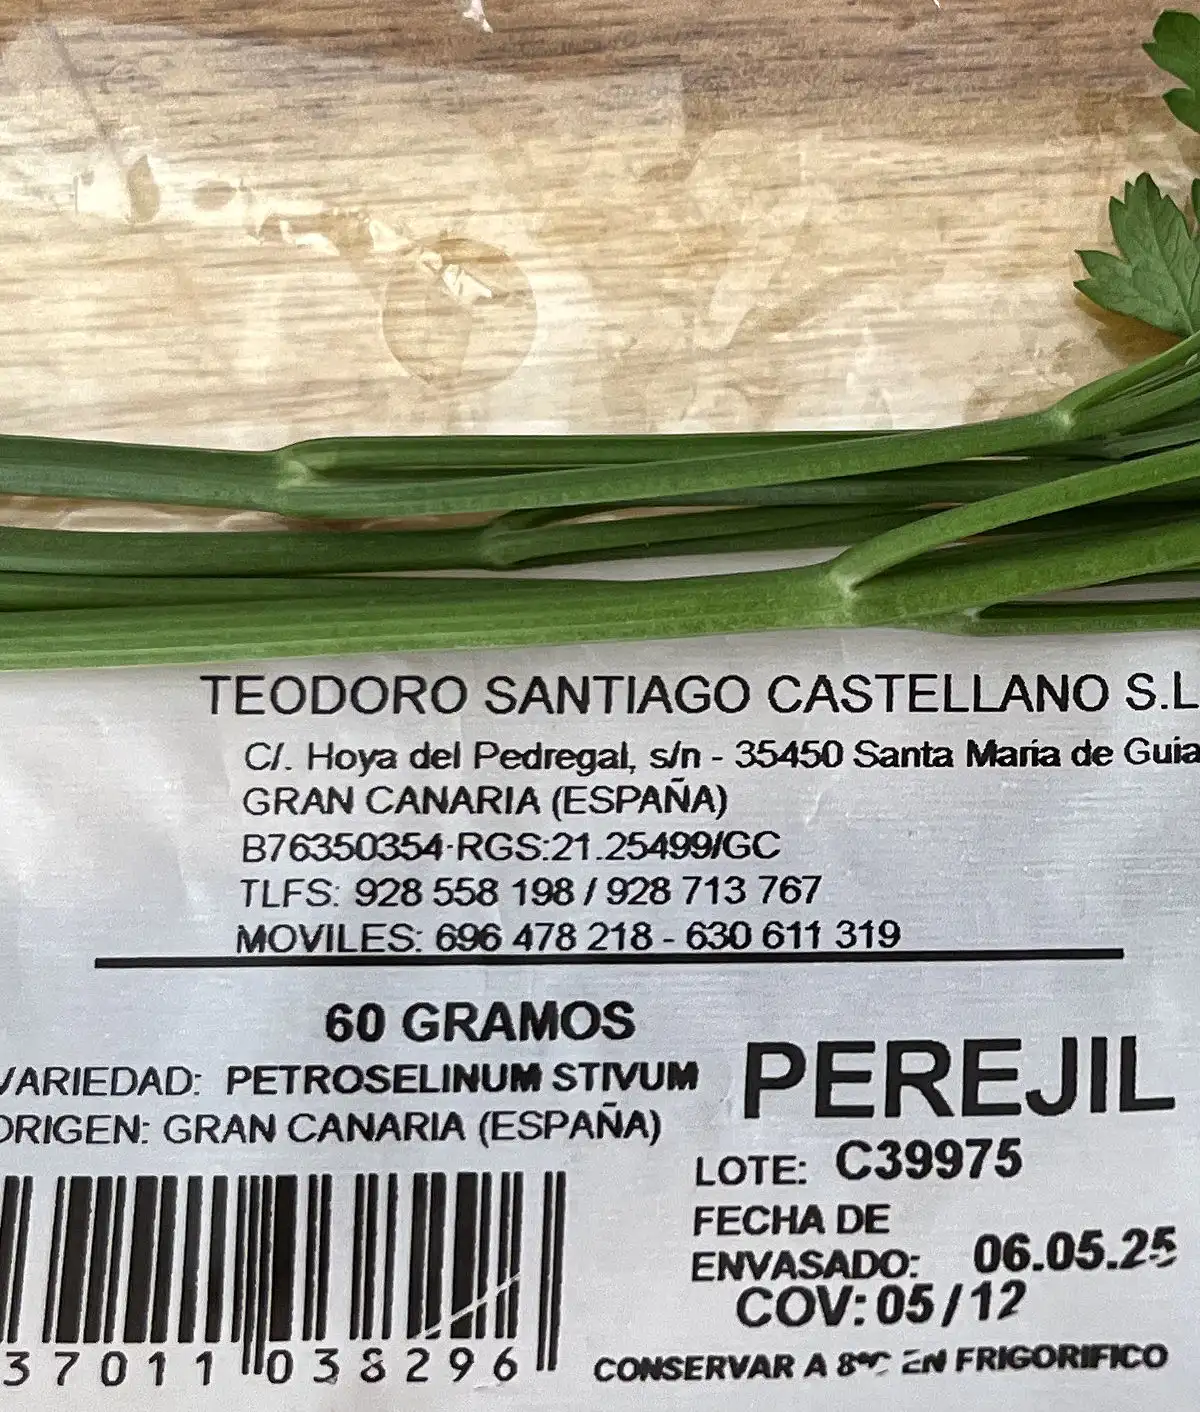 TEODORO SANTIAGO CASTELLANO S.L
C/. Hoya del Pedregal, s/n - 35450 Santa Maria de Guia
GRAN CANARIA (ESPAÑA)
B76350354-RGS:21.25499/GC
TLFS: 928 558 198 / 928 713 767
MOVILES: 696 478 218 - 630 611 319
60 GRAMOS
VARIEDAD: PETROSELINUM STIVUM
ORIGEN: GRAN CANARIA (ESPAÑA)
PEREJIL
LOTE: C39975
FECHA DE
ENVASADO: 06.05.25
COV: 05/12
37011 038296
CONSERVAR A 8ºC EN FRIGORIFICO